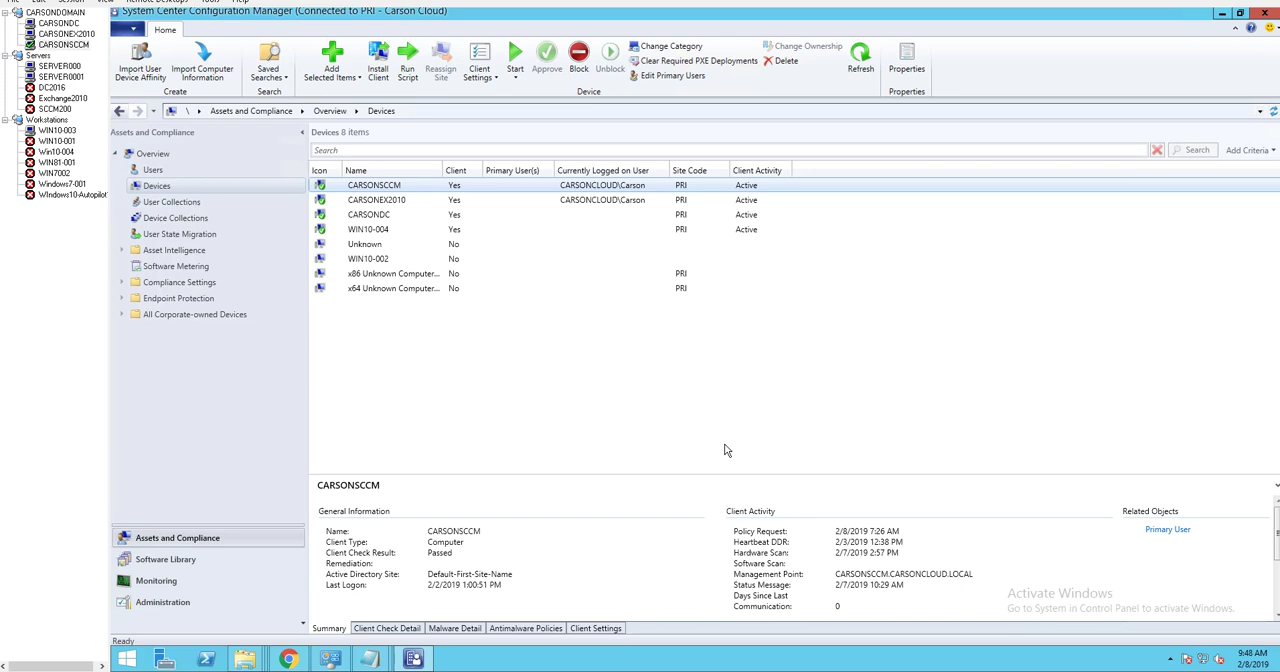 File Edit Session View Remote Desktops Tools Help
System Center Configuration Manager (Connected to PRI - Carson Cloud)
Home
Import User Device Affinity
Import Computer Information
Saved Searches
Add Selected Items
Install Client
Run Script
Reassign Site
Client Settings
Start
Approve
Block
Unblock
Change Category
Clear Required PXE Deployments
Edit Primary Users
Change Ownership
Delete
Refresh
Properties
Create
Search
Device
Properties
\ Assets and Compliance Overview Devices
CARSONDOMAIN
CARSONDC
CARSONEX2010
CARSONSCCM
Servers
SERVER000
SERVER0001
DC2016
Exchange2010
SCCM200
Workstations
WIN10-003
WIN10-001
Win10-004
WIN81-001
WIN7002
Windows7-001
WIndows10-Autopilot
Assets and Compliance
Overview
Users
Devices
User Collections
Device Collections
User State Migration
Asset Intelligence
Software Metering
Compliance Settings
Endpoint Protection
All Corporate-owned Devices
Assets and Compliance
Software Library
Monitoring
Administration
Devices 8 items
Search
Search
Add Criteria
Icon Name Client Primary User(s) Currently Logged on User Site Code Client Activity
CARSONSCCM Yes CARSONCLOUD\Carson PRI Active
CARSONEX2010 Yes CARSONCLOUD\Carson PRI Active
CARSONDC Yes PRI Active
WIN10-004 Yes PRI Active
Unknown No
WIN10-002 No
x86 Unknown Computer... No PRI
x64 Unknown Computer... No PRI
CARSONSCCM
General Information
Name: CARSONSCCM
Client Type: Computer
Client Check Result: Passed
Remediation:
Active Directory Site: Default-First-Site-Name
Last Logon: 2/2/2019 1:00:51 PM
Client Activity
Policy Request: 2/8/2019 7:26 AM
Heartbeat DDR: 2/3/2019 12:38 PM
Hardware Scan: 2/7/2019 2:57 PM
Software Scan:
Management Point: CARSONSCCM.CARSONCLOUD.LOCAL
Status Message: 2/7/2019 10:29 AM
Days Since Last
Communication: 0
Related Objects
Primary User
Activate Windows
Go to System in Control Panel to activate Windows.
Summary Client Check Detail Malware Detail Antimalware Policies Client Settings
Ready
9:48 AM
2/8/2019